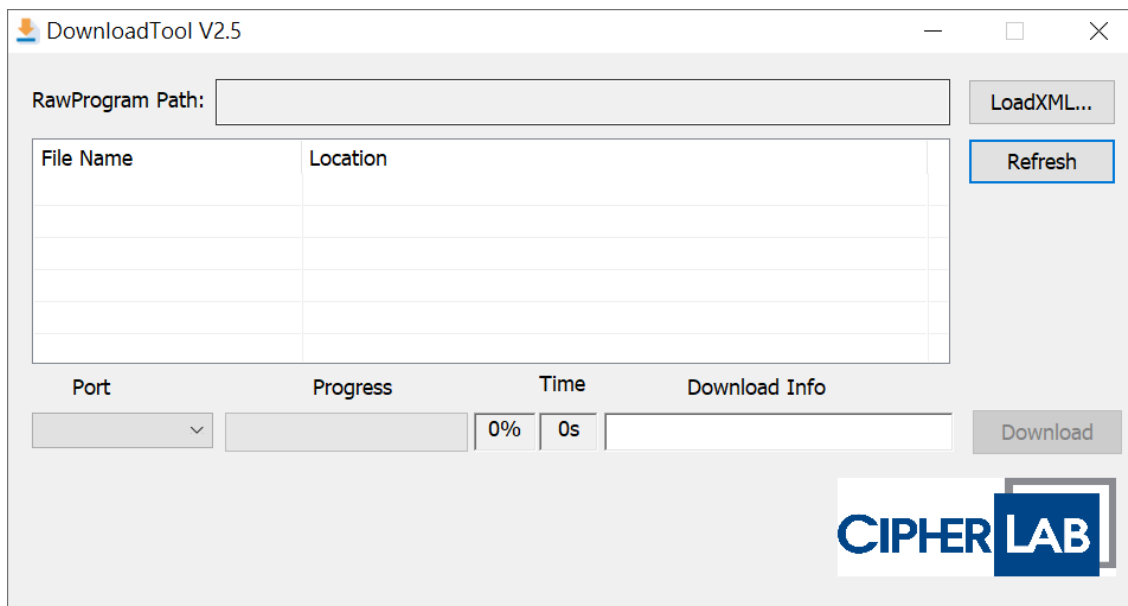 DownloadTool V2.5
RawProgram Path:
LoadXML...
File Name Location
Refresh
Port Progress Time Download Info
0% 0s
Download
CIPHERLAB